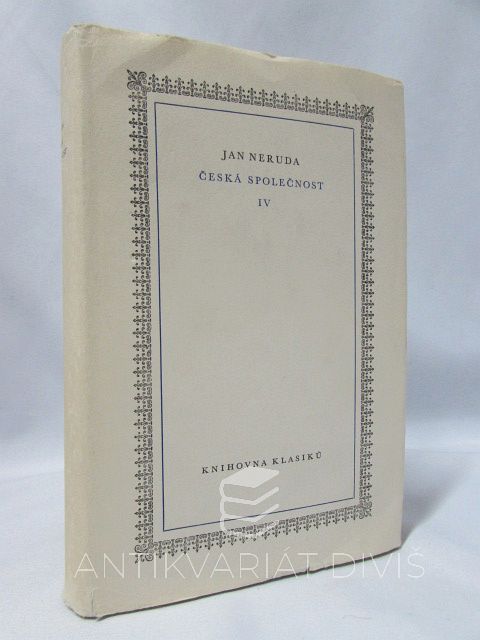 JAN NERUDA
ČESKÁ SPOLEČNOST
IV
KNIHOVNA KLASIKŮ
ANTIKVARIÁT DIVIŠ